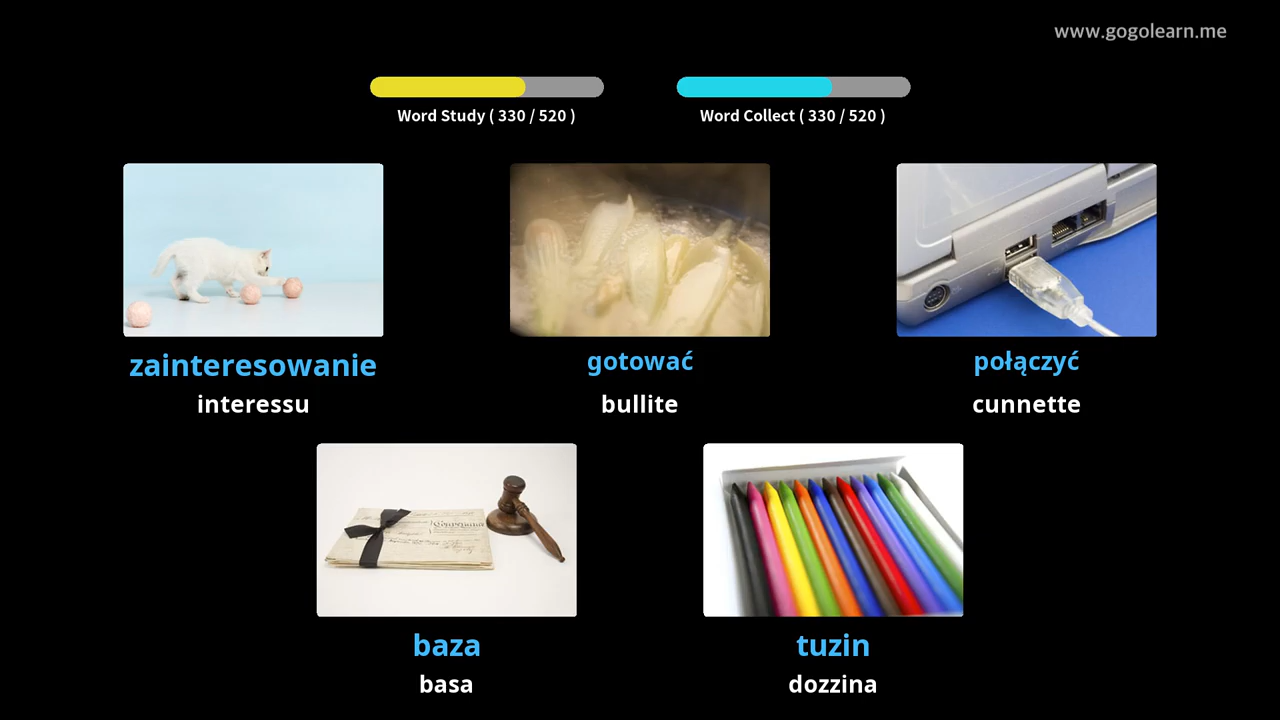 www.gogolearn.me
Word Study ( 330 / 520 )
Word Collect ( 330 / 520 )
zainteresowanie
interessu
gotować
bullite
połączyć
cunnette
baza
basa
tuzin
dozzina